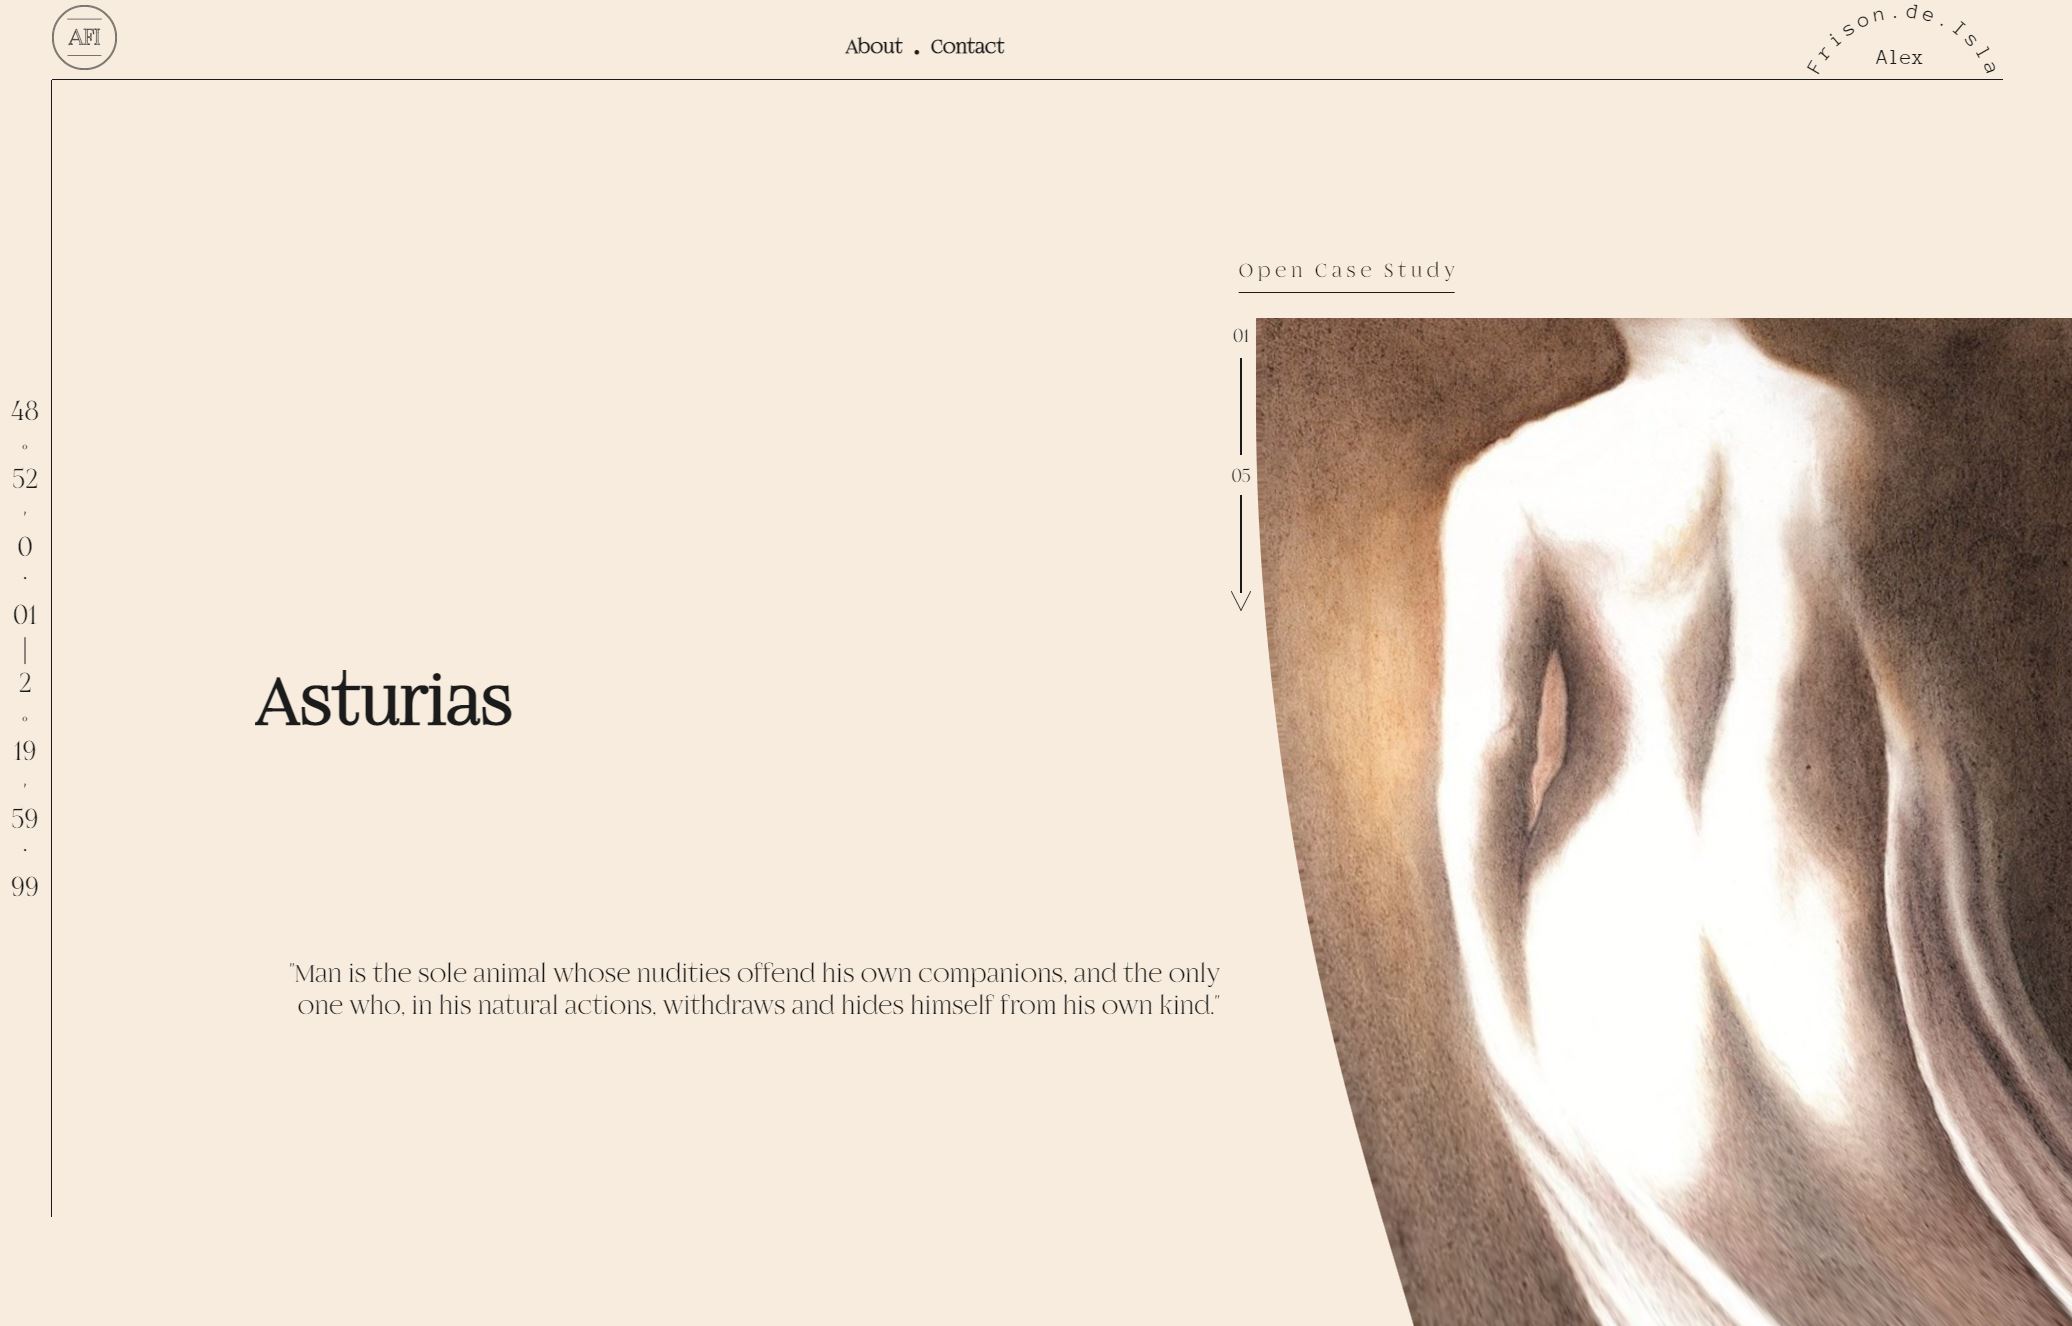 AFI
About . Contact
Frison.de.Isla
Alex
Open Case Study
01
05
48
°
52
'
0
.
01
|
2
°
19
'
59
.
99
Asturias
"Man is the sole animal whose nudities offend his own companions, and the only
one who, in his natural actions, withdraws and hides himself from his own kind."